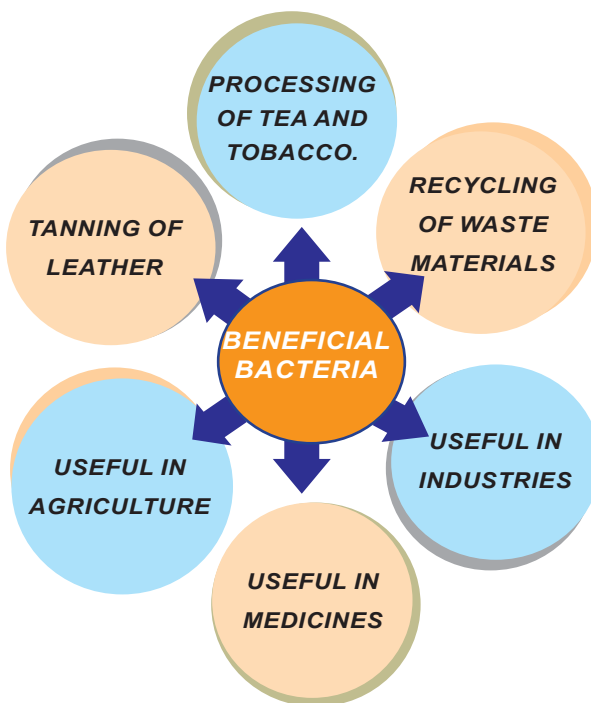 PROCESSING
OF TEA AND
TOBACCO.
RECYCLING
OF WASTE
MATERIALS
TANNING OF
LEATHER
BENEFICIAL
BACTERIA
USEFUL IN
INDUSTRIES
USEFUL IN
AGRICULTURE
USEFUL IN
MEDICINES